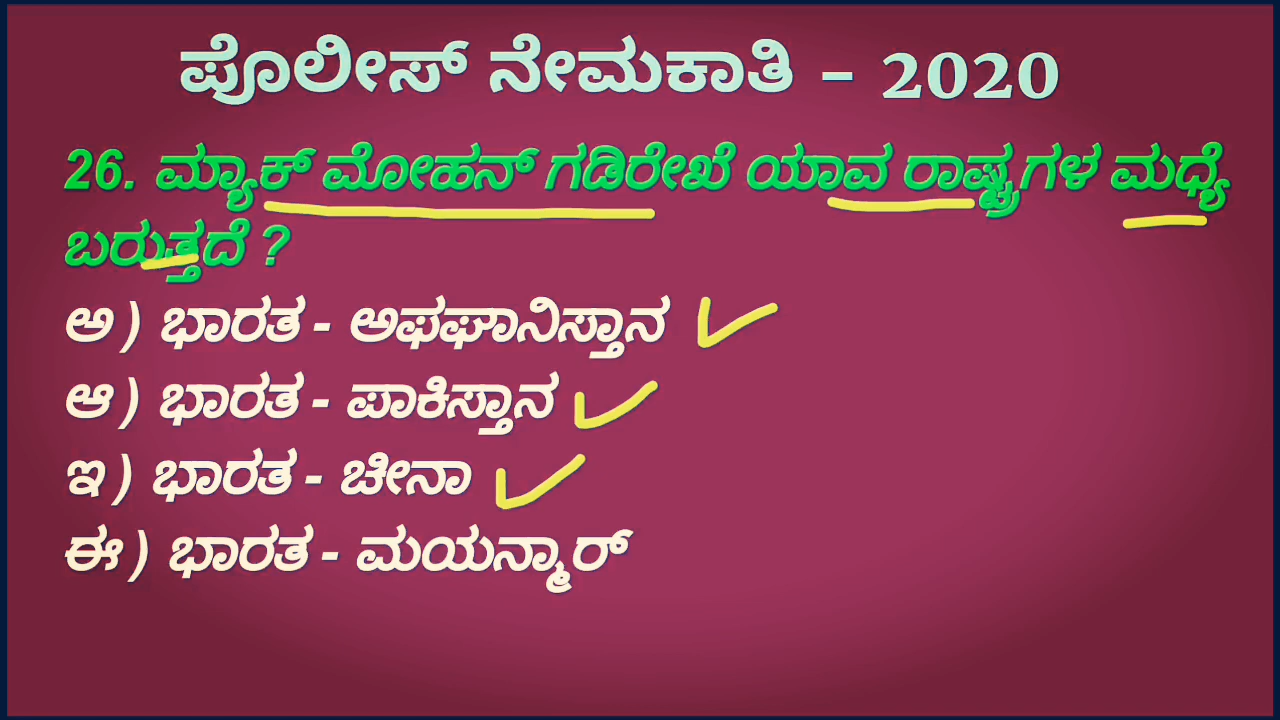 ಪೊಲೀಸ್ ನೇಮಕಾತಿ – 2020
26. ಮ್ಯಾಕ್ ಮೋಹನ್ ಗಡಿರೇಖೆ ಯಾವ ರಾಷ್ಟ್ರಗಳ ಮಧ್ಯೆ
ಬರುತ್ತದೆ ?
ಅ ) ಭಾರತ - ಅಫಘಾನಿಸ್ತಾನ
ಆ ) ಭಾರತ - ಪಾಕಿಸ್ತಾನ
ಇ ) ಭಾರತ - ಚೀನಾ
ಈ ) ಭಾರತ - ಮಯನ್ಮಾರ್